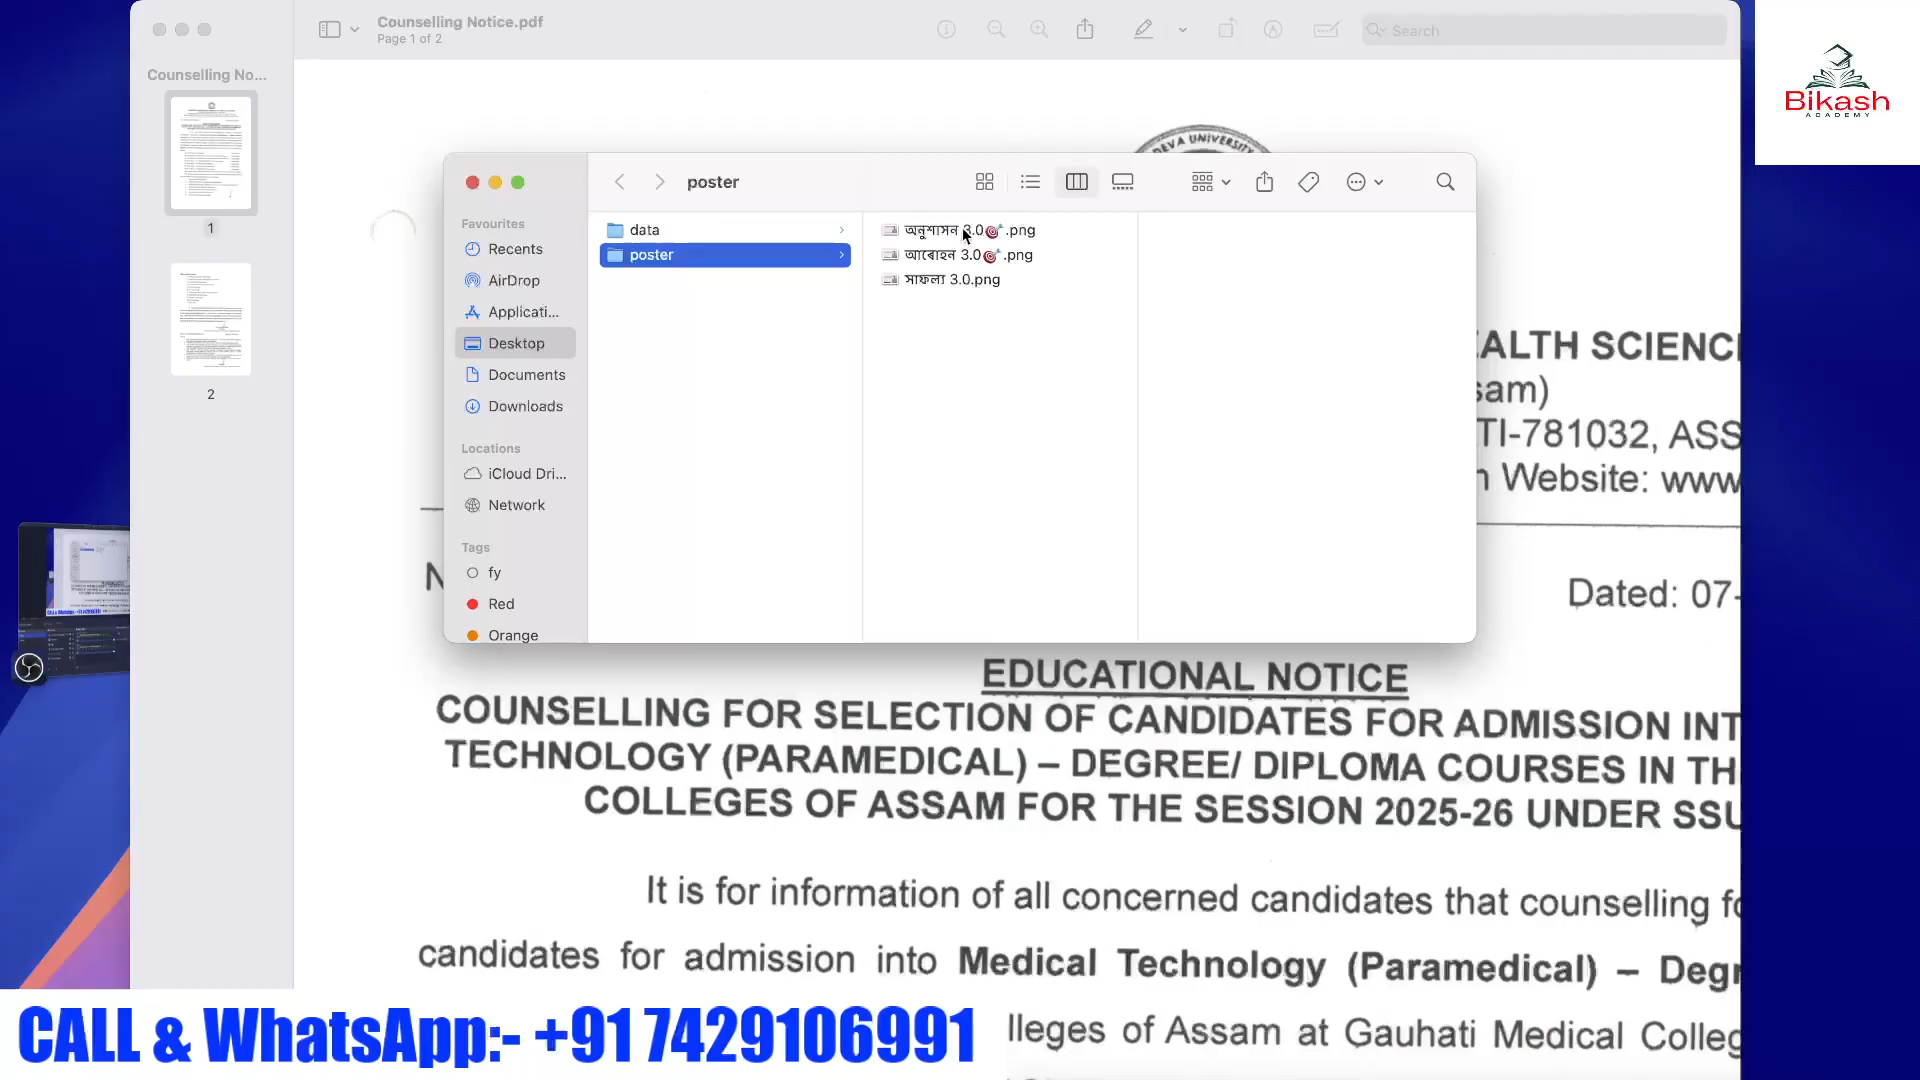 Counselling Notice.pdf
Page 1 of 2
Search
Counselling No...
1
2
Bikash
ACADEMY
DEVA UNIVERSITY
poster
Favourites
Recents
AirDrop
Applicati...
Desktop
Documents
Downloads
Locations
iCloud Dri...
Network
Tags
fy
Red
Orange
data
poster
অনুশাসন 3.0🎯.png
আৰোহন 3.0🎯.png
সাফল্য 3.0.png
EALTH SCIENC
sam)
TI-781032, ASS
n Website: www
N
Dated: 07-
EDUCATIONAL NOTICE
COUNSELLING FOR SELECTION OF CANDIDATES FOR ADMISSION INT
TECHNOLOGY (PARAMEDICAL) – DEGREE/ DIPLOMA COURSES IN TH
COLLEGES OF ASSAM FOR THE SESSION 2025-26 UNDER SSU
It is for information of all concerned candidates that counselling fo
candidates for admission into Medical Technology (Paramedical) – Degr
lleges of Assam at Gauhati Medical Colleg
CALL & WhatsApp:- +91 7429106991